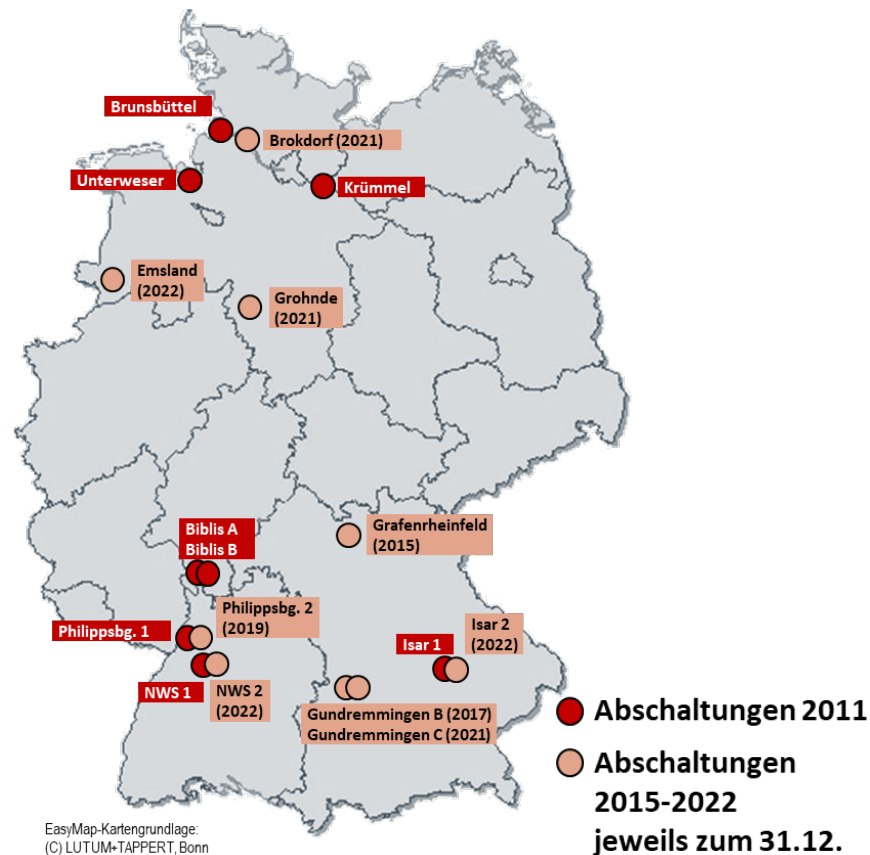 Brunsbüttel
Brokdorf (2021)
Unterweser
Krümmel
Emsland
(2022)
Grohnde
(2021)
Grafenrheinfeld
(2015)
Biblis A
Biblis B
Philippsbg. 2
(2019)
Philippsbg. 1
Isar 2
(2022)
Isar 1
NWS 1
NWS 2
(2022)
Gundremmingen B (2017)
Gundremmingen C (2021)
Abschaltungen 2011
Abschaltungen
2015-2022
jeweils zum 31.12.
EasyMap-Kartengrundlage:
(C) LUTUM+TAPPERT, Bonn